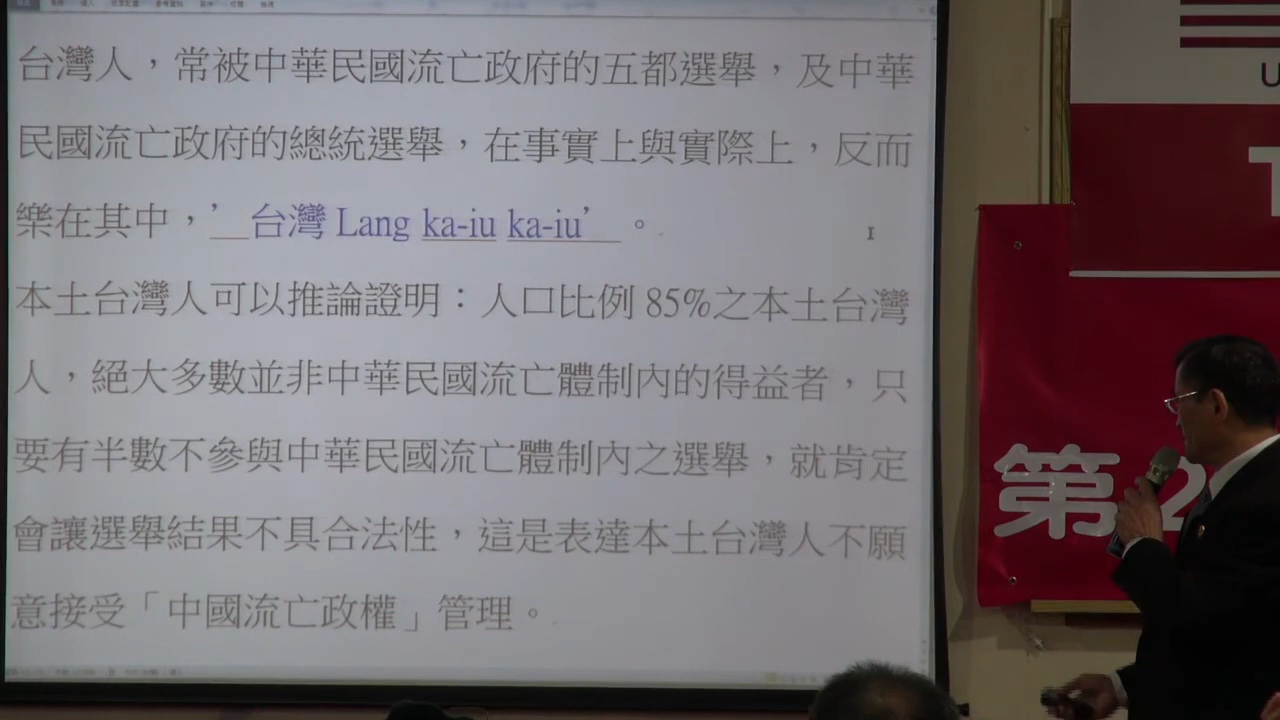 台灣人，常被中華民國流亡政府的五都選舉，及中華
民國流亡政府的總統選舉，在事實上與實際上，反而
樂在其中，’ 台灣 Lang ka-iu ka-iu’ 。
本土台灣人可以推論證明：人口比例 85%之本土台灣
人，絕大多數並非中華民國流亡體制內的得益者，只
要有半數不參與中華民國流亡體制內之選舉，就肯定
會讓選舉結果不具合法性，這是表達本土台灣人不願
意接受「中國流亡政權」管理。
U
T
第2